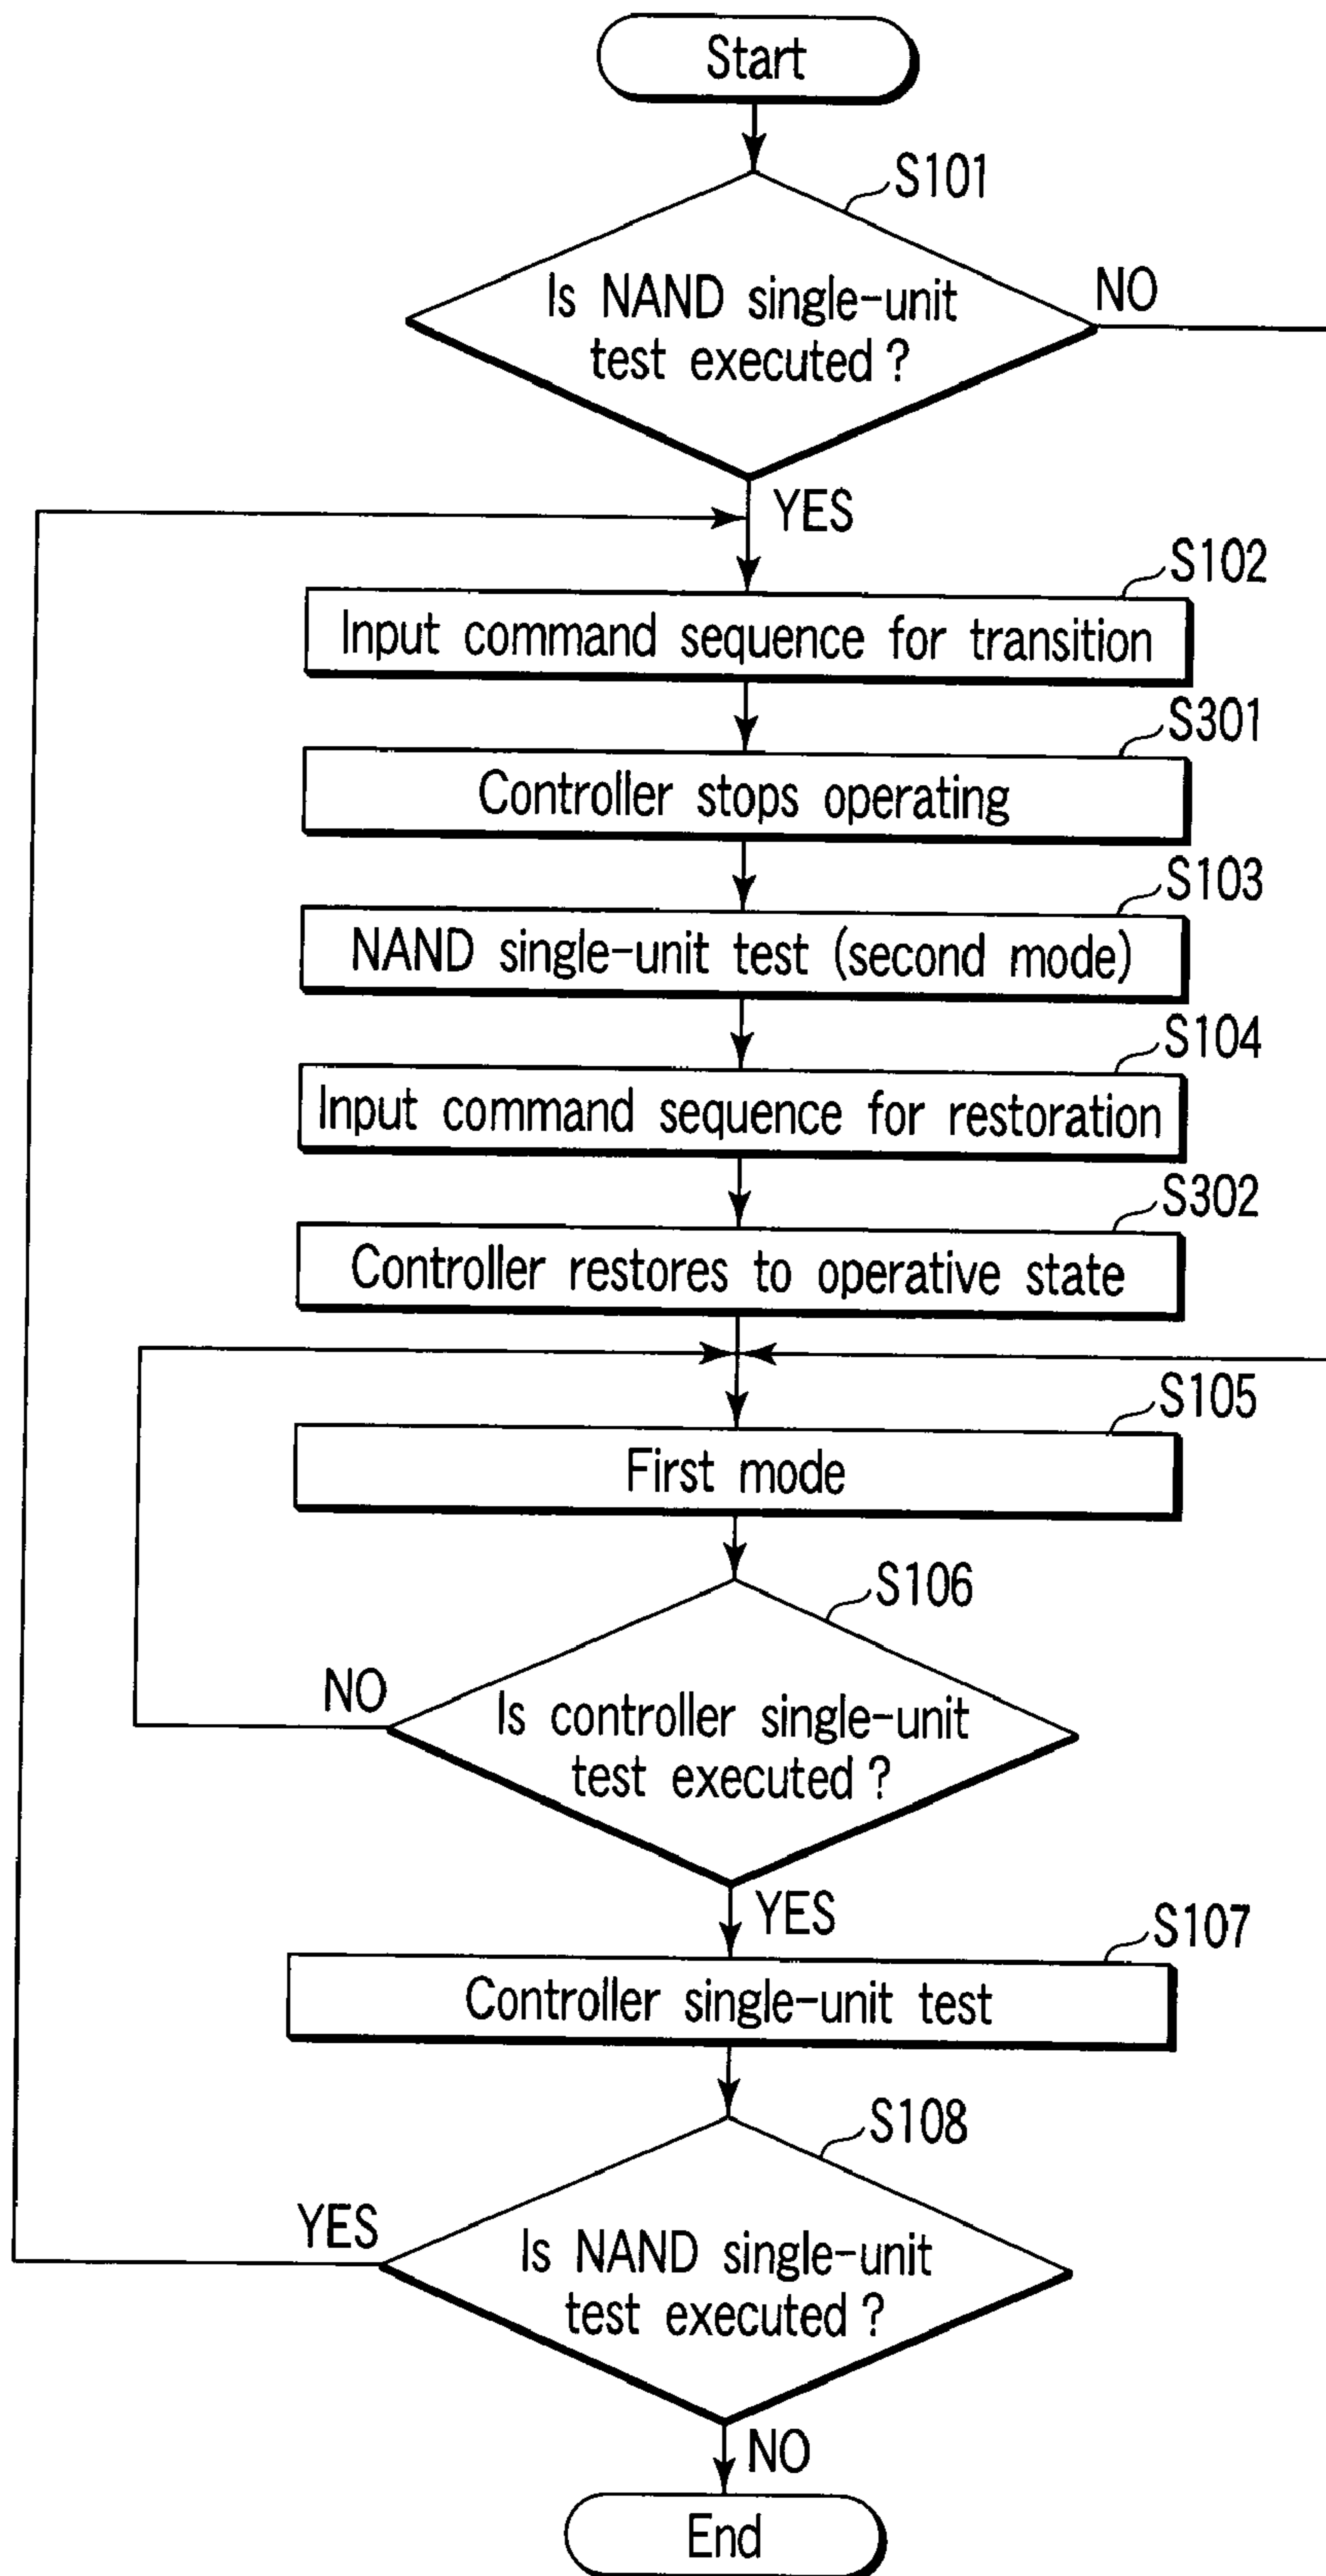 Start
S101
Is NAND single-unit
test executed ?
NO
YES
S102
Input command sequence for transition
S301
Controller stops operating
S103
NAND single-unit test (second mode)
S104
Input command sequence for restoration
S302
Controller restores to operative state
S105
First mode
S106
NO
Is controller single-unit
test executed ?
YES
S107
Controller single-unit test
S108
YES
Is NAND single-unit
test executed ?
NO
End